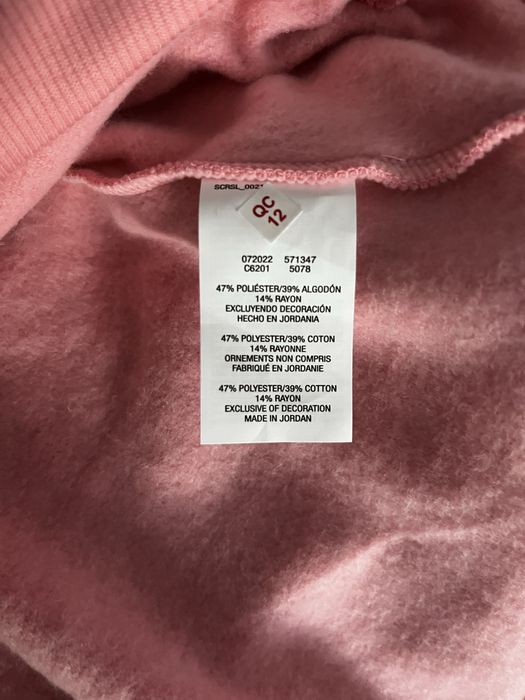 SCRSL_002
QC
12
072022 571347
C6201 5078
47% POLIÉSTER/39% ALGODÓN
14% RAYON
EXCLUYENDO DECORACIÓN
HECHO EN JORDANIA
47% POLYESTER/39% COTON
14% RAYONNE
ORNEMENTS NON COMPRIS
FABRIQUÉ EN JORDANIE
47% POLYESTER/39% COTTON
14% RAYON
EXCLUSIVE OF DECORATION
MADE IN JORDAN